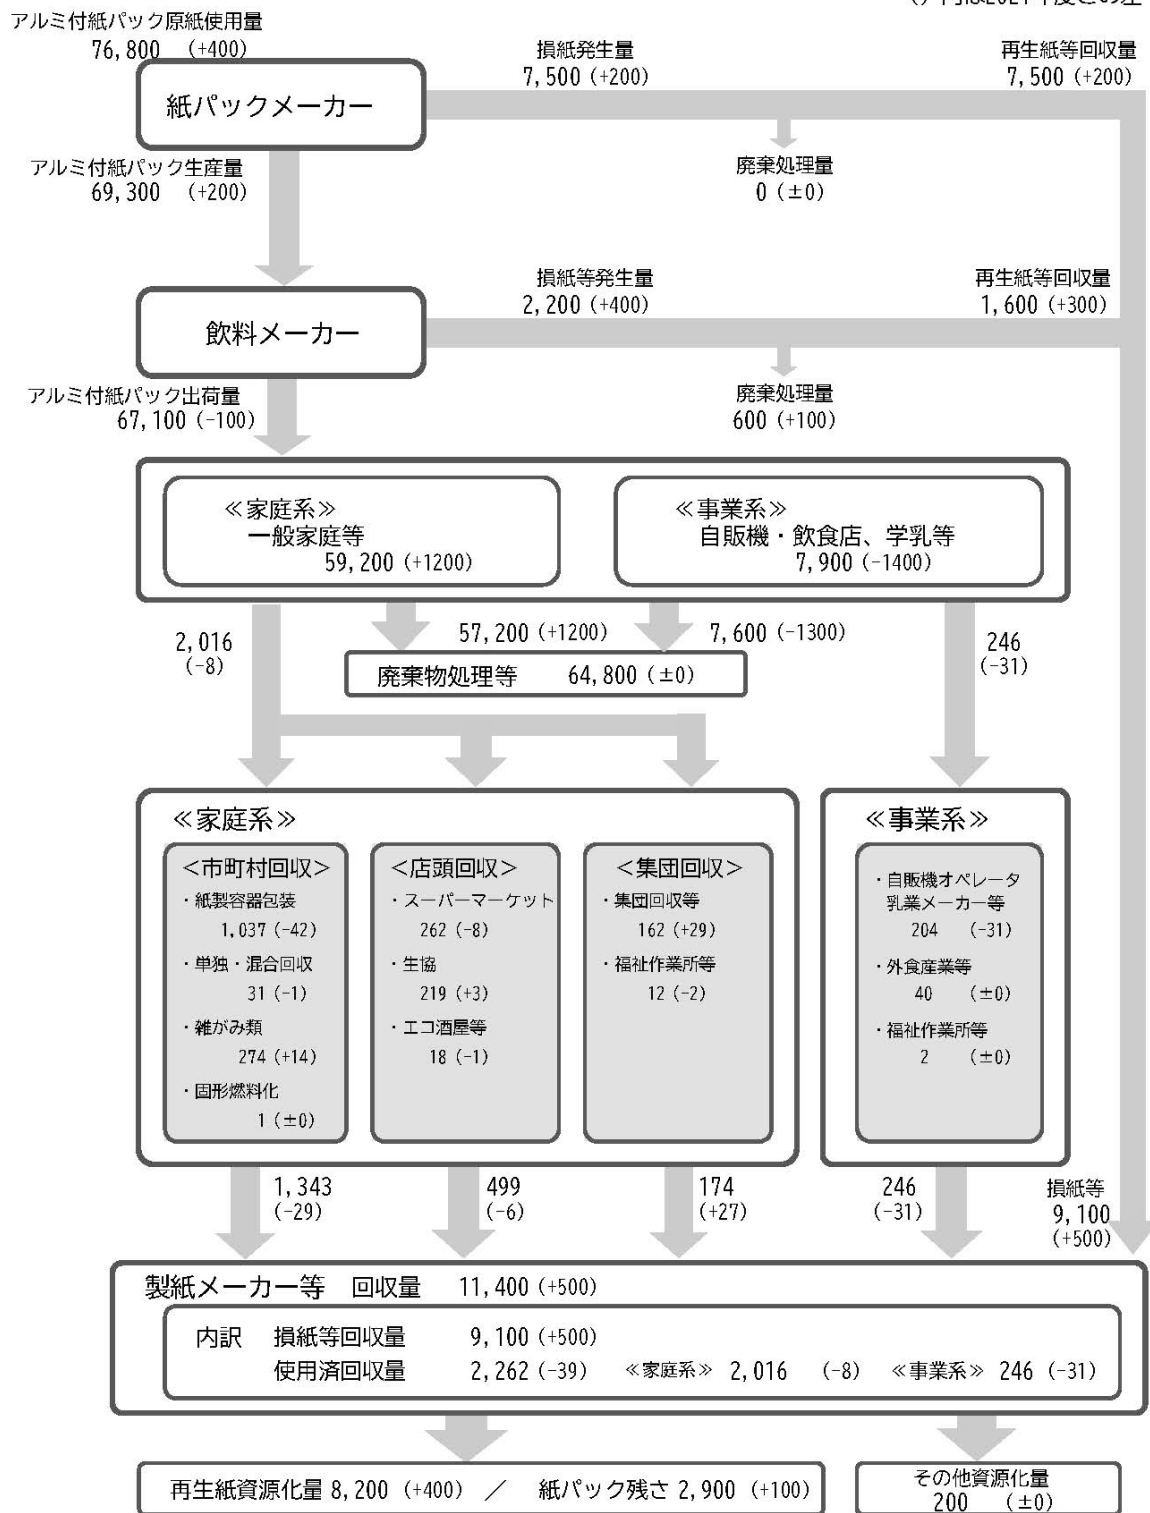 アルミ付紙パック原紙使用量
76,800 (+400)
損紙発生量
7,500 (+200)
再生紙等回収量
7,500 (+200)
紙パックメーカー
アルミ付紙パック生産量
69,300 (+200)
廃棄処理量
0 (±0)
損紙等発生量
2,200 (+400)
再生紙等回収量
1,600 (+300)
飲料メーカー
アルミ付紙パック出荷量
67,100 (-100)
廃棄処理量
600 (+100)
≪家庭系≫
一般家庭等
59,200 (+1200)
≪事業系≫
自販機・飲食店、学乳等
7,900 (-1400)
2,016
(-8)
57,200 (+1200)
7,600 (-1300)
246
(-31)
廃棄物処理等 64,800 (±0)
≪家庭系≫
<市町村回収>
・紙製容器包装
1,037 (-42)
・単独・混合回収
31 (-1)
・雑がみ類
274 (+14)
・固形燃料化
1 (±0)
<店頭回収>
・スーパーマーケット
262 (-8)
・生協
219 (+3)
・エコ酒屋等
18 (-1)
<集団回収>
・集団回収等
162 (+29)
・福祉作業所等
12 (-2)
≪事業系≫
・自販機オペレータ
乳業メーカー等
204 (-31)
・外食産業等
40 (±0)
・福祉作業所等
2 (±0)
1,343
(-29)
499
(-6)
174
(+27)
246
(-31)
損紙等
9,100
(+500)
製紙メーカー等 回収量 11,400 (+500)
内訳 損紙等回収量 9,100 (+500)
使用済回収量 2,262 (-39) ≪家庭系≫ 2,016 (-8) ≪事業系≫ 246 (-31)
再生紙資源化量 8,200 (+400) ／ 紙パック残さ 2,900 (+100)
その他資源化量
200 (±0)